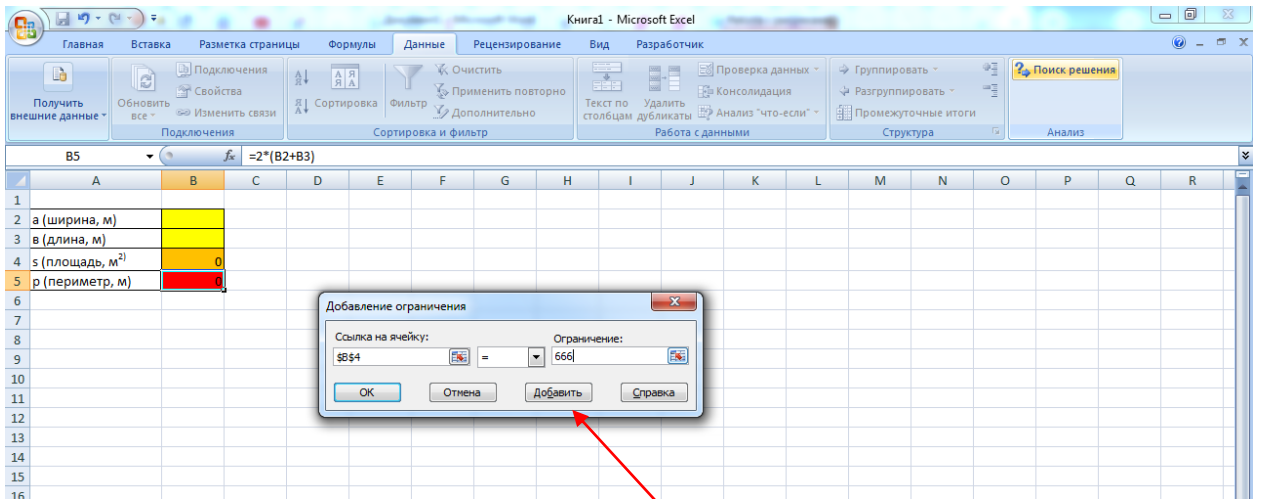 Книга1 - Microsoft Excel
Главная Вставка Разметка страницы Формулы Данные Рецензирование Вид Разработчик
Получить внешние данные
Обновить все
Подключения
Свойства
Изменить связи
Подключения
Сортировка
Фильтр
Очистить
Применить повторно
Дополнительно
Сортировка и фильтр
Текст по столбцам
Удалить дубликаты
Проверка данных
Консолидация
Анализ "что-если"
Работа с данными
Группировать
Разгруппировать
Промежуточные итоги
Структура
Поиск решения
Анализ
B5 fx =2*(B2+B3)
A B C D E F G H I J K L M N O P Q R
1
2 а (ширина, м)
3 в (длина, м)
4 s (площадь, м²⁾ 0
5 р (периметр, м) 0
6
7
8
9
10
11
12
13
14
15
16
Добавление ограничения
Ссылка на ячейку: Ограничение:
$B$4 = 666
ОК Отмена Добавить Справка